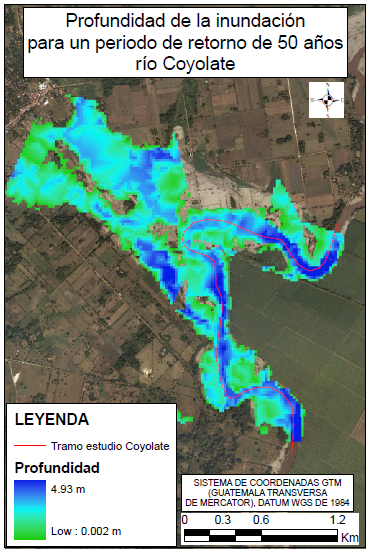 Profundidad de la inundación
para un periodo de retorno de 50 años
río Coyolate
N
W
E
S
LEYENDA
Tramo estudio Coyolate
Profundidad
4.93 m
Low : 0.002 m
SISTEMA DE COORDENADAS GTM
(GUATEMALA TRANSVERSA
DE MERCATOR), DATUM WGS DE 1984
0 0.3 0.6 1.2
Km